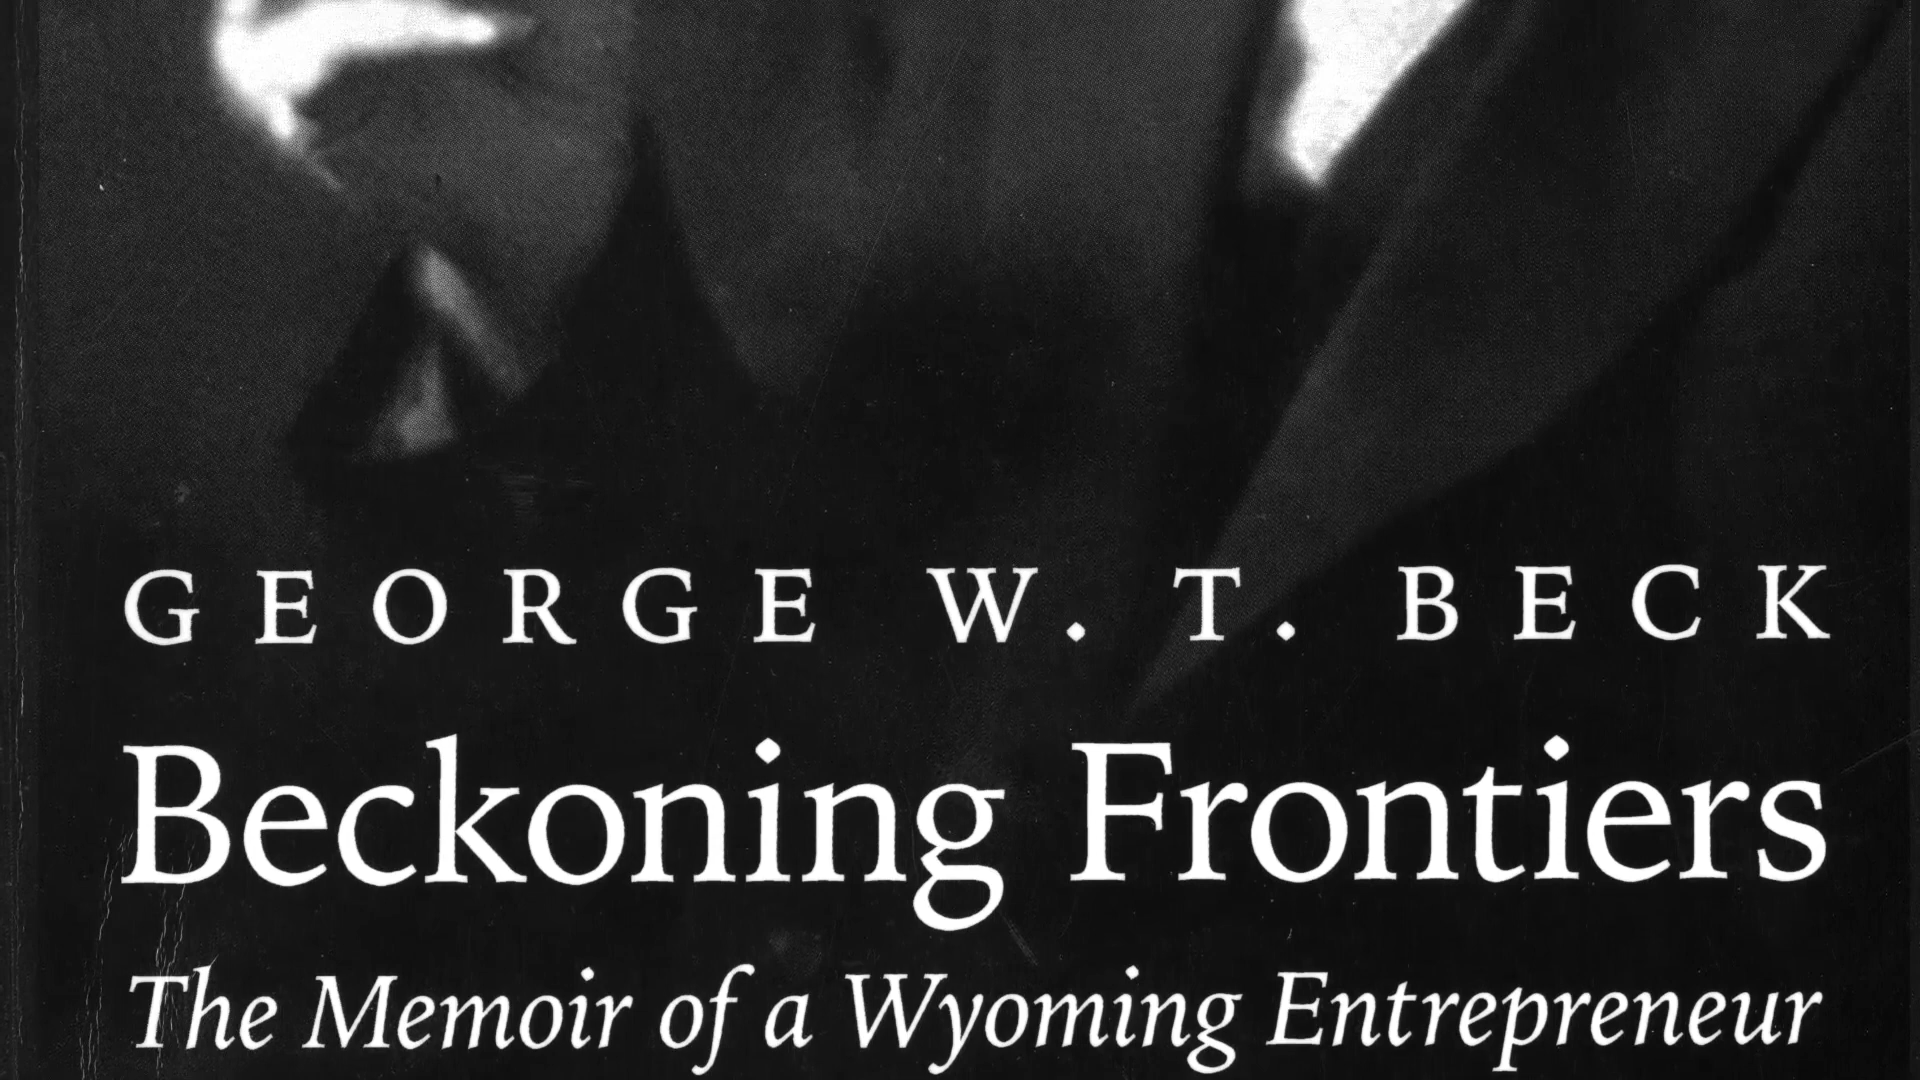 GEORGE W. T. BECK
Beckoning Frontiers
The Memoir of a Wyoming Entrepreneur